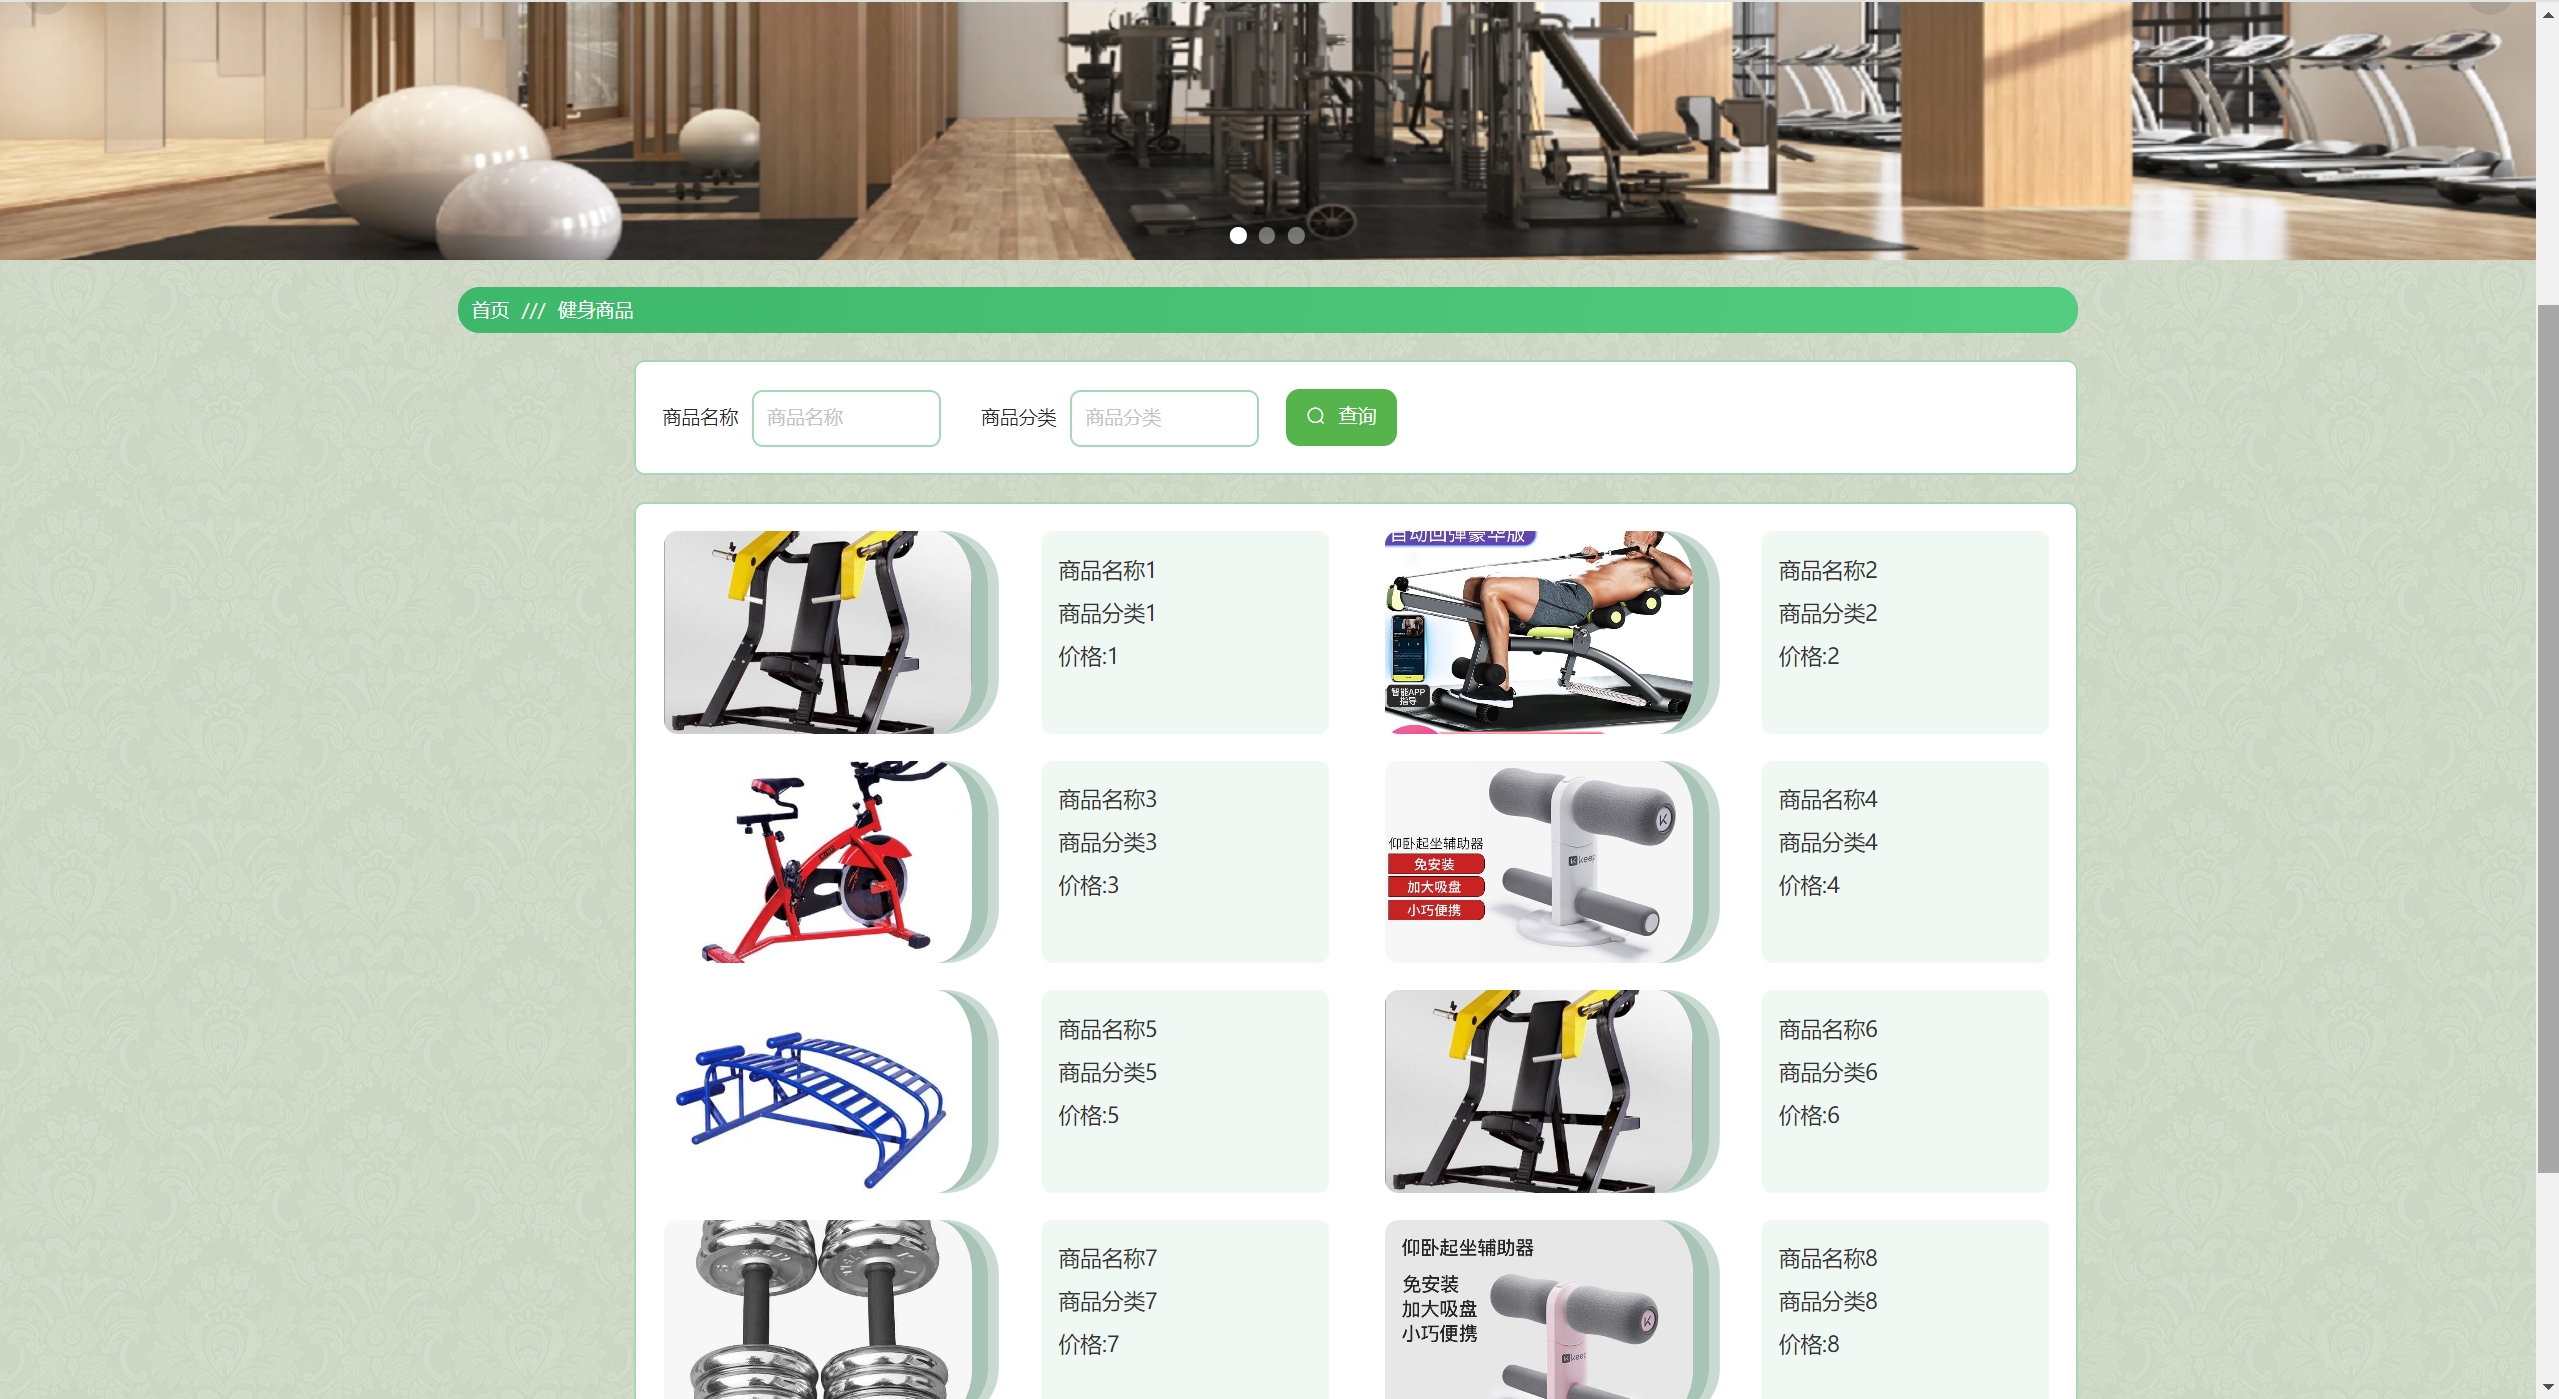 首页 /// 健身商品
商品名称 商品名称 商品分类 商品分类 查询
商品名称1
商品分类1
价格:1
自动回弹豪华版
智能APP
指导
商品名称2
商品分类2
价格:2
商品名称3
商品分类3
价格:3
仰卧起坐辅助器
免安装
加大吸盘
小巧便携
K
keep
商品名称4
商品分类4
价格:4
商品名称5
商品分类5
价格:5
商品名称6
商品分类6
价格:6
商品名称7
商品分类7
价格:7
仰卧起坐辅助器
免安装
加大吸盘
小巧便携
K
keep
商品名称8
商品分类8
价格:8